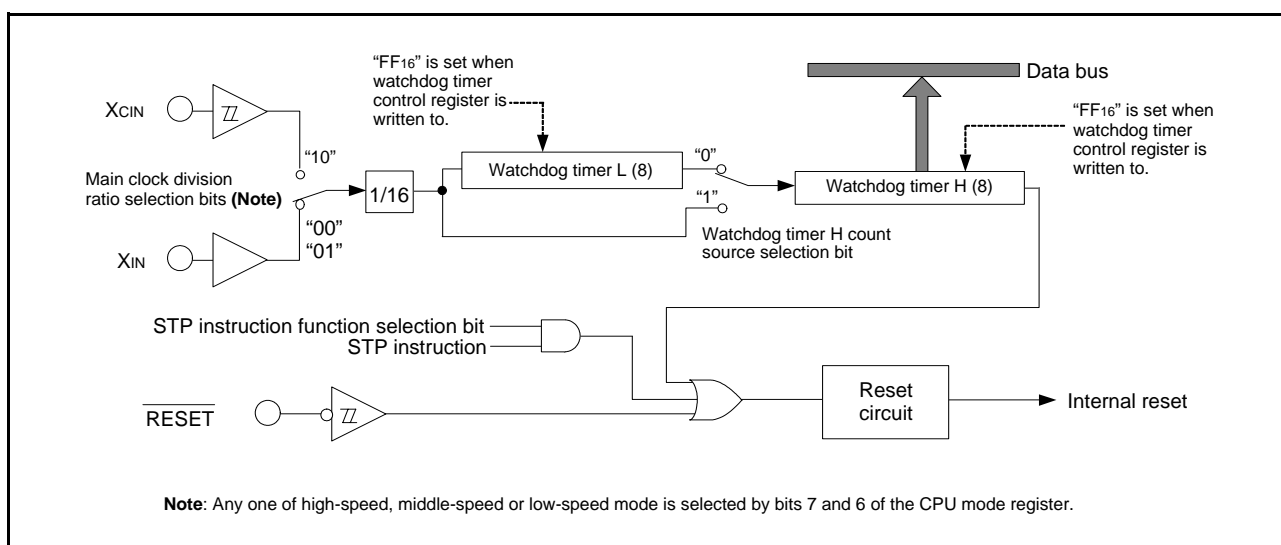 “FF16” is set when
watchdog timer
control register is
written to.
Data bus
“FF16” is set when
watchdog timer
control register is
written to.
XCIN
“10”
Main clock division
ratio selection bits (Note)
1/16
“00”
“01”
XIN
Watchdog timer L (8)
“0”
“1”
Watchdog timer H count
source selection bit
Watchdog timer H (8)
STP instruction function selection bit
STP instruction
RESET
Reset
circuit
Internal reset
Note: Any one of high-speed, middle-speed or low-speed mode is selected by bits 7 and 6 of the CPU mode register.